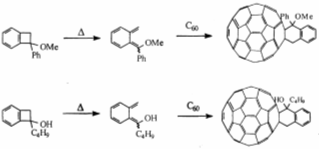 Δ C₆₀ Ph OMe
OMe OMe
Ph Ph
Δ C₆₀ HO C₄H₉
OH OH
C₄H₉ C₄H₉